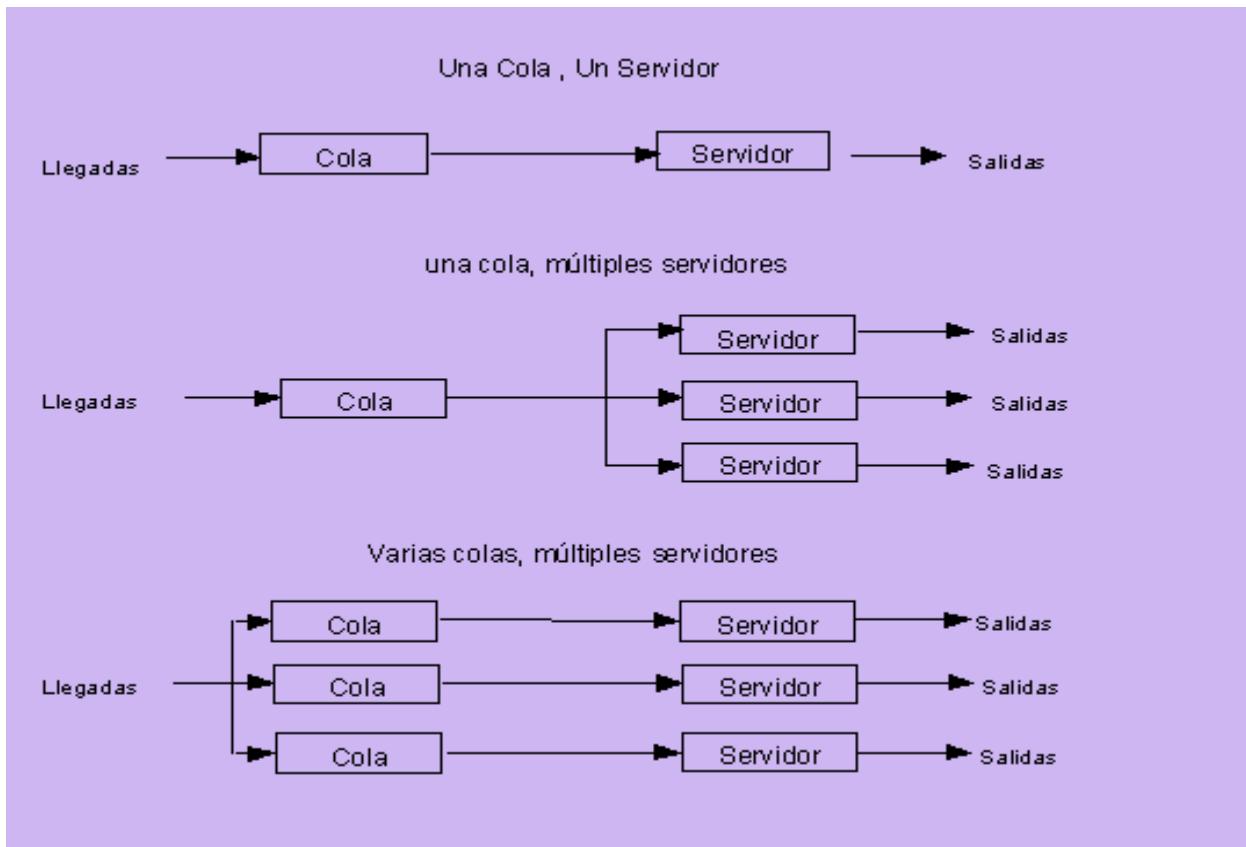 Una Cola , Un Servidor
Llegadas Cola Servidor Salidas
una cola, múltiples servidores
Servidor Salidas
Llegadas Cola Servidor Salidas
Servidor Salidas
Varias colas, múltiples servidores
Cola Servidor Salidas
Llegadas Cola Servidor Salidas
Cola Servidor Salidas